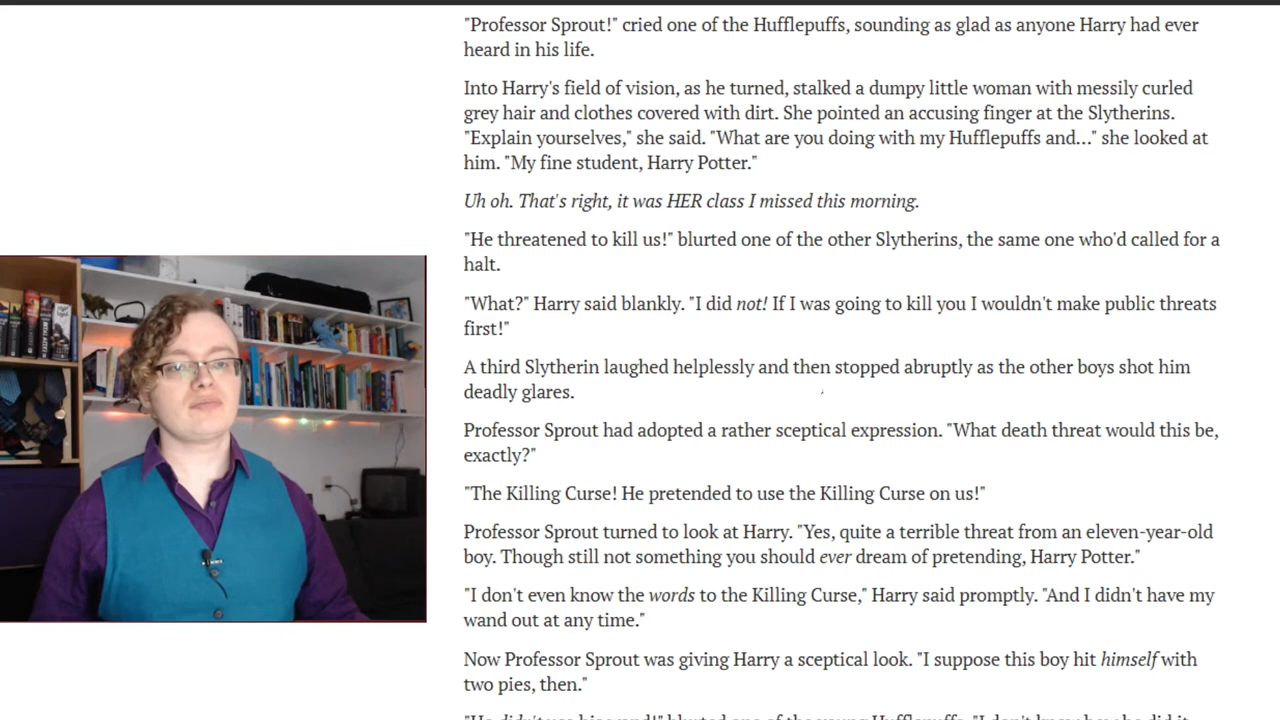 "Professor Sprout!" cried one of the Hufflepuffs, sounding as glad as anyone Harry had ever
heard in his life.
Into Harry's field of vision, as he turned, stalked a dumpy little woman with messily curled
grey hair and clothes covered with dirt. She pointed an accusing finger at the Slytherins.
"Explain yourselves," she said. "What are you doing with my Hufflepuffs and..." she looked at
him. "My fine student, Harry Potter."
Uh oh. That's right, it was HER class I missed this morning.
"He threatened to kill us!" blurted one of the other Slytherins, the same one who'd called for a
halt.
"What?" Harry said blankly. "I did not! If I was going to kill you I wouldn't make public threats
first!"
A third Slytherin laughed helplessly and then stopped abruptly as the other boys shot him
deadly glares.
Professor Sprout had adopted a rather sceptical expression. "What death threat would this be,
exactly?"
"The Killing Curse! He pretended to use the Killing Curse on us!"
Professor Sprout turned to look at Harry. "Yes, quite a terrible threat from an eleven-year-old
boy. Though still not something you should ever dream of pretending, Harry Potter."
"I don't even know the words to the Killing Curse," Harry said promptly. "And I didn't have my
wand out at any time."
Now Professor Sprout was giving Harry a sceptical look. "I suppose this boy hit himself with
two pies, then."